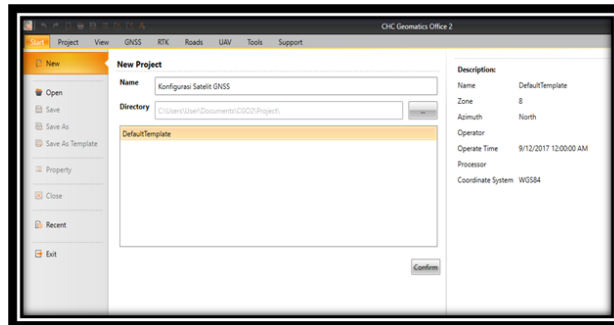 CHC Geomatics Office 2
Start Project View GNSS RTK Roads UAV Tools Support
New
Open
Save
Save As
Save As Template
Property
Close
Recent
Exit
New Project
Name Konfigurasi Satelit GNSS
Directory C:\Users\User\Documents\CGO2\Project\ ...
DefaultTemplate
Confirm
Description:
Name DefaultTemplate
Zone 8
Azimuth North
Operator
Operate Time 9/12/2017 12:00:00 AM
Processor
Coordinate System WGS84